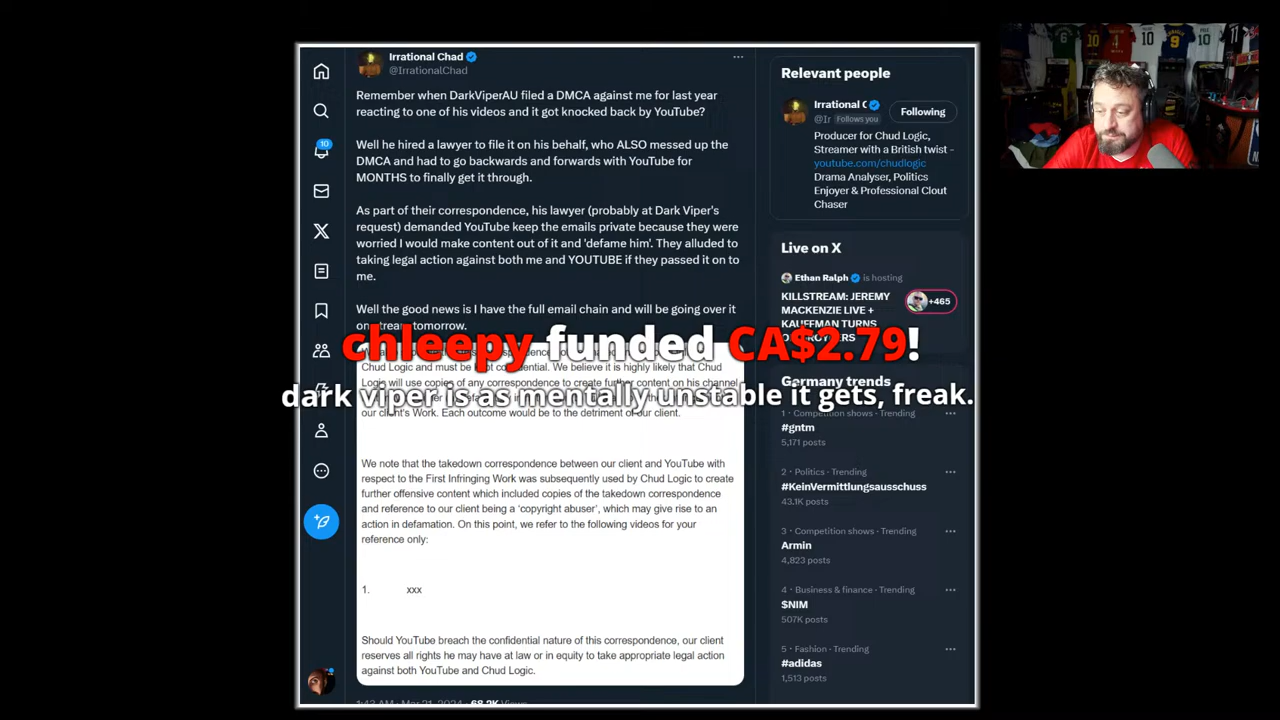 Irrational Chad
@IrrationalChad
Remember when DarkViperAU filed a DMCA against me for last year
reacting to one of his videos and it got knocked back by YouTube?
Well he hired a lawyer to file it on his behalf, who ALSO messed up the
DMCA and had to go backwards and forwards with YouTube for
MONTHS to finally get it through.
As part of their correspondence, his lawyer (probably at Dark Viper's
request) demanded YouTube keep the emails private because they were
worried I would make content out of it and 'defame him'. They alluded to
taking legal action against both me and YOUTUBE if they passed it on to
me.
Well the good news is I have the full email chain and will be going over it
on stream tomorrow.
chleepy funded CA$2.79!
Chud Logic and must be kept confidential. We believe it is highly likely that Chud
Logic will use copies of any correspondence to create further content on his channel
dark viper is as mentally unstable it gets, freak.
our client's Work. Each outcome would be to the detriment of our client.
We note that the takedown correspondence between our client and YouTube with
respect to the First Infringing Work was subsequently used by Chud Logic to create
further offensive content which included copies of the takedown correspondence
and reference to our client being a 'copyright abuser', which may give rise to an
action in defamation. On this point, we refer to the following videos for your
reference only:
1. xxx
Should YouTube breach the confidential nature of this correspondence, our client
reserves all rights he may have at law or in equity to take appropriate legal action
against both YouTube and Chud Logic.
1:43 AM · Mar 21, 2024 · 68.2K Views
10
Relevant people
Irrational C
@Ir Follows you
Following
Producer for Chud Logic,
Streamer with a British twist -
youtube.com/chudlogic
Drama Analyser, Politics
Enjoyer & Professional Clout
Chaser
Live on X
Ethan Ralph is hosting
KILLSTREAM: JEREMY
MACKENZIE LIVE +
KAUFFMAN TURNS
+465
Germany trends
1 · Competition shows · Trending
#gntm
5,171 posts
2 · Politics · Trending
#KeinVermittlungsausschuss
43.1K posts
3 · Competition shows · Trending
Armin
4,823 posts
4 · Business & finance · Trending
$NIM
507K posts
5 · Fashion · Trending
#adidas
1,513 posts